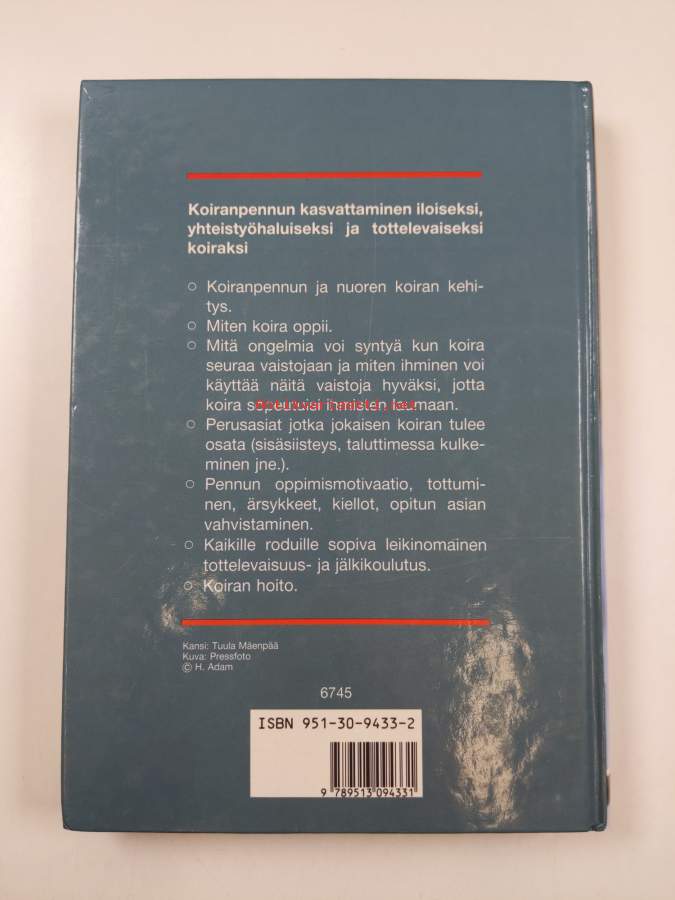 Koiranpennun kasvattaminen iloiseksi,
yhteistyöhaluiseksi ja tottelevaiseksi
koiraksi
○ Koiranpennun ja nuoren koiran kehi-
tys.
○ Miten koira oppii.
○ Mitä ongelmia voi syntyä kun koira
seuraa vaistojaan ja miten ihminen voi
käyttää näitä vaistoja hyväksi, jotta
koira sopeutuisi ihmisten laumaan.
○ Perusasiat jotka jokaisen koiran tulee
osata (sisäsiisteys, taluttimessa kulke-
minen jne.).
○ Pennun oppimismotivaatio, tottumi-
nen, ärsykkeet, kiellot, opitun asian
vahvistaminen.
○ Kaikille roduille sopiva leikinomainen
tottelevaisuus- ja jälkikoulutus.
○ Koiran hoito.
Kansi: Tuula Mäenpää
Kuva: Pressfoto
© H. Adam
6745
ISBN 951-30-9433-2
9 789513 094331